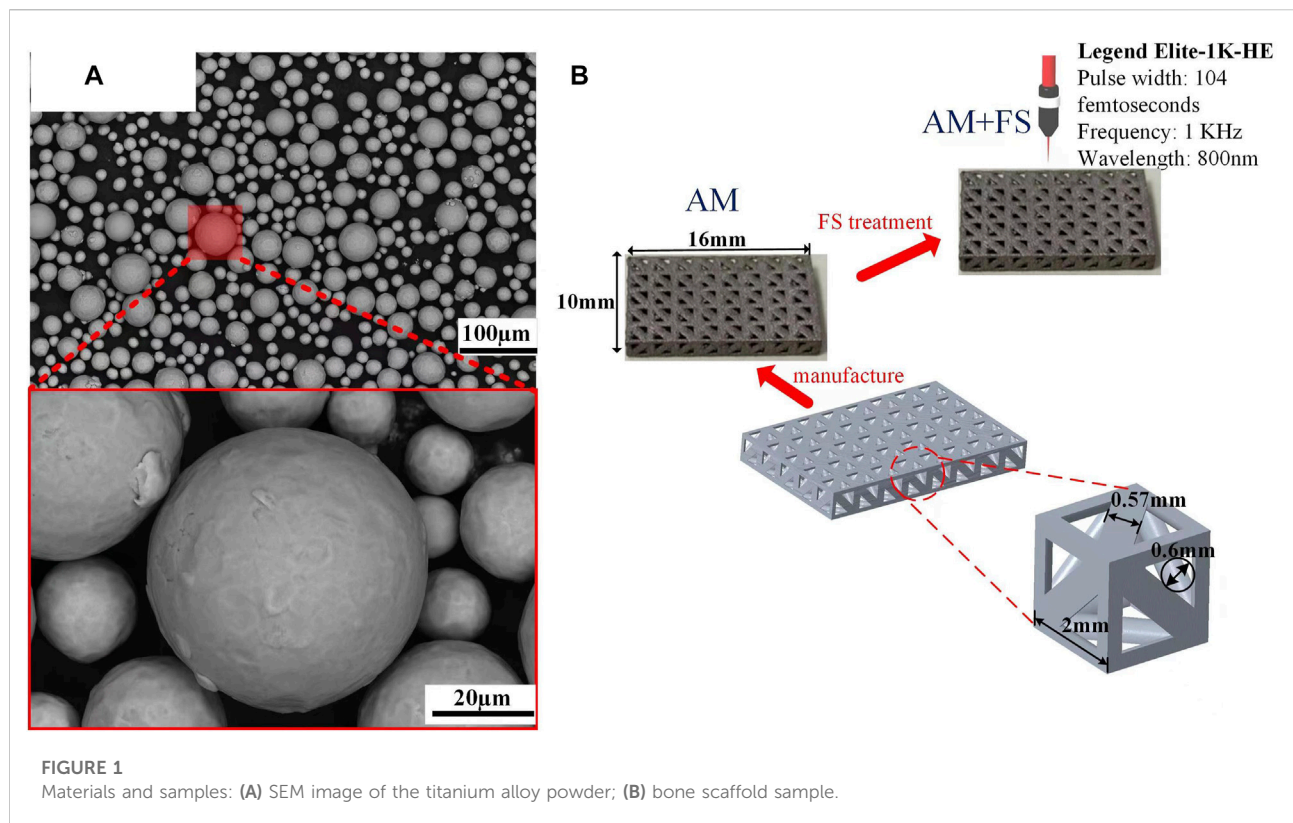 A
100μm
20μm
B
Legend Elite-1K-HE
Pulse width: 104
femtoseconds
Frequency: 1 KHz
Wavelength: 800nm
AM+FS
AM
FS treatment
16mm
10mm
manufacture
0.57mm
0.6mm
2mm
FIGURE 1
Materials and samples: (A) SEM image of the titanium alloy powder; (B) bone scaffold sample.